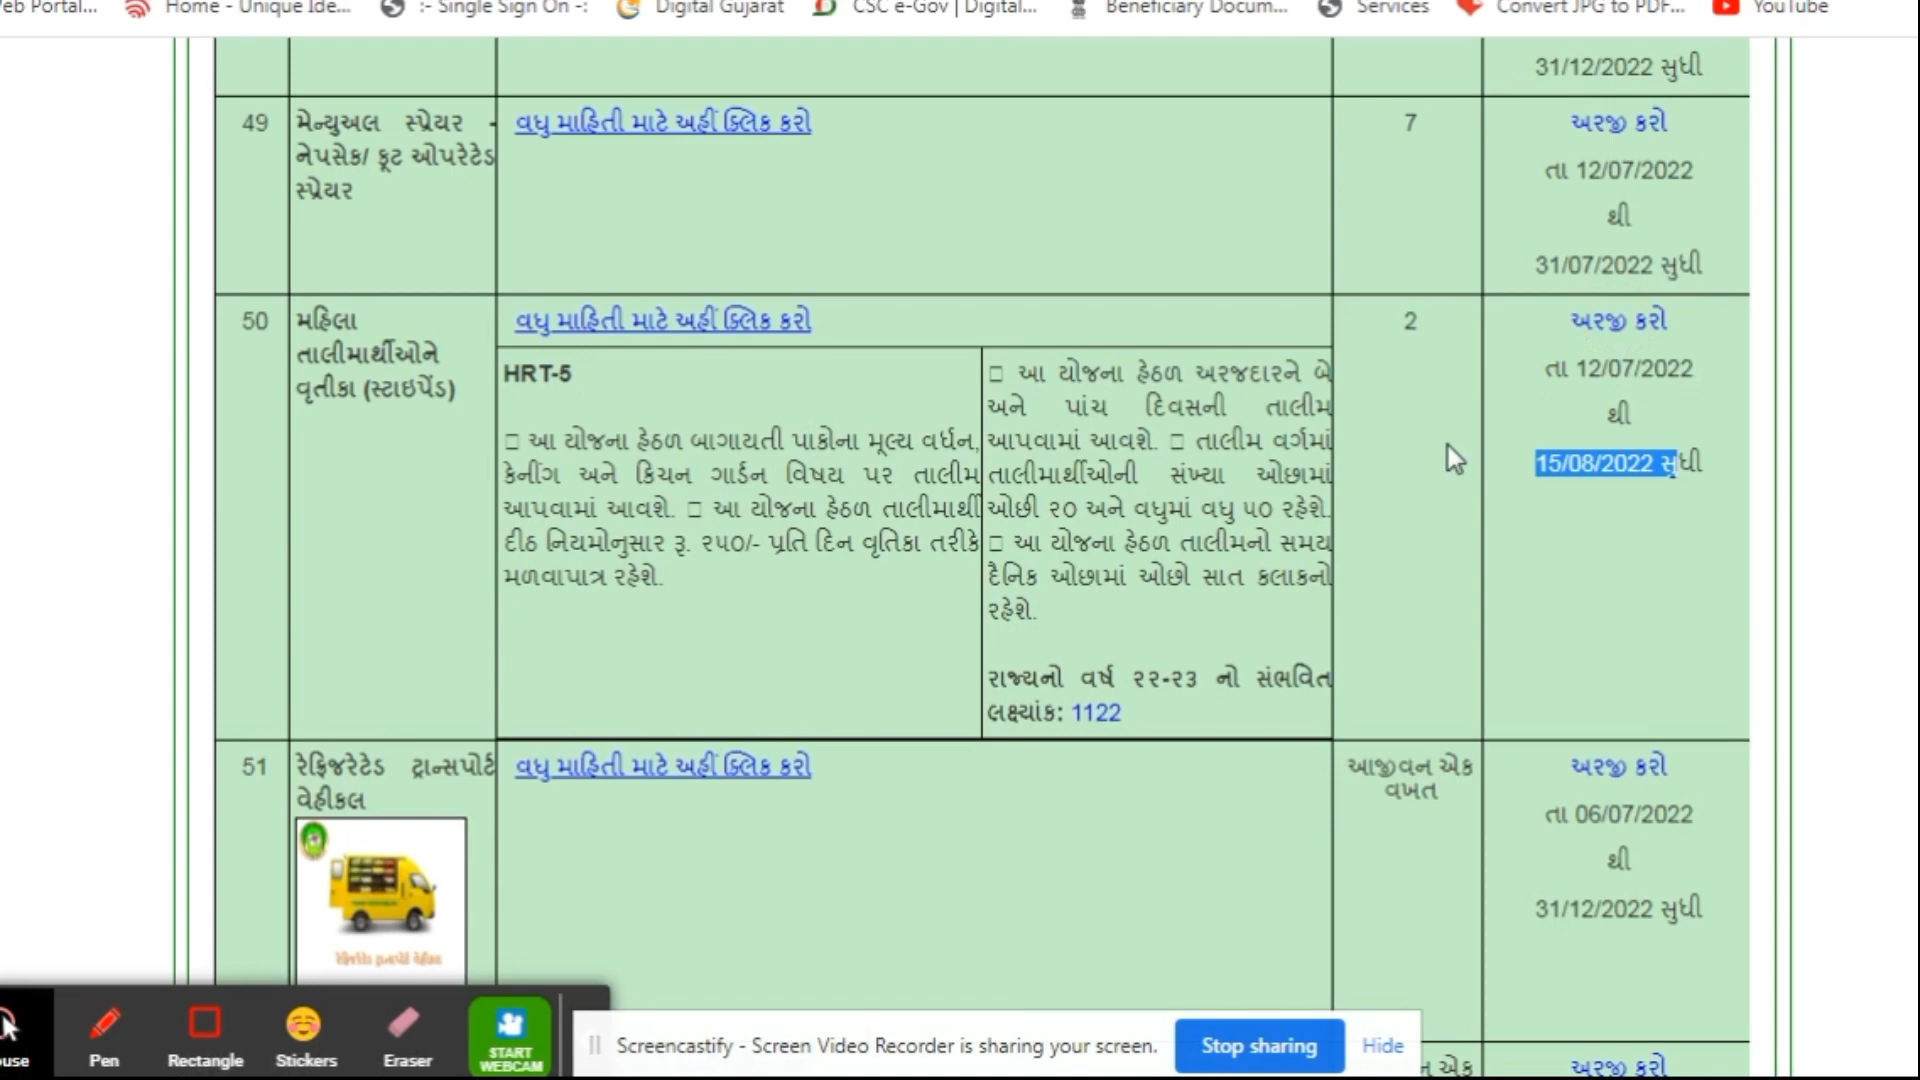 eb Portal...
Home - Unique Ide...
:- Single Sign On -:
Digital Gujarat
CSC e-Gov | Digital...
Beneficiary Docum...
Services
Convert JPG to PDF...
YouTube
31/12/2022 સુધી
49
મેન્યુઅલ સ્પ્રેયર -
નેપસેક/ ફૂટ ઓપરેટેડ
સ્પ્રેયર
વધુ માહિતી માટે અહીં ક્લિક કરો
7
અરજી કરો
તા 12/07/2022
થી
31/07/2022 સુધી
50
મહિલા
તાલીમાર્થીઓને
વૃતીકા (સ્ટાઇપેંડ)
વધુ માહિતી માટે અહીં ક્લિક કરો
HRT-5
□ આ યોજના હેઠળ બાગાયતી પાકોના મૂલ્ય વર્ધન,
કેનીંગ અને કિચન ગાર્ડન વિષય પર તાલીમ
આપવામાં આવશે. □ આ યોજના હેઠળ તાલીમાર્થી
દીઠ નિયમોનુસાર રૂ. ૨૫૦/- પ્રતિ દિન વૃતિકા તરીકે
મળવાપાત્ર રહેશે.
□ આ યોજના હેઠળ અરજદારને બે
અને પાંચ દિવસની તાલીમ
આપવામાં આવશે. □ તાલીમ વર્ગમાં
તાલીમાર્થીઓની સંખ્યા ઓછામાં
ઓછી ૨૦ અને વધુમાં વધુ ૫૦ રહેશે.
□ આ યોજના હેઠળ તાલીમનો સમય
દૈનિક ઓછામાં ઓછો સાત કલાકનો
રહેશે.
રાજ્યનો વર્ષ ૨૨-૨૩ નો સંભવિત
લક્ષ્યાંક: 1122
2
અરજી કરો
તા 12/07/2022
થી
15/08/2022 સુધી
51
રેફ્રિજરેટેડ ટ્રાન્સપોર્ટ
વેહીકલ
વધુ માહિતી માટે અહીં ક્લિક કરો
આજીવન એક
વખત
અરજી કરો
તા 06/07/2022
થી
31/12/2022 સુધી
ન એક
અરજી કરો
ouse
Pen
Rectangle
Stickers
Eraser
START
WEBCAM
Screencastify - Screen Video Recorder is sharing your screen.
Stop sharing
Hide